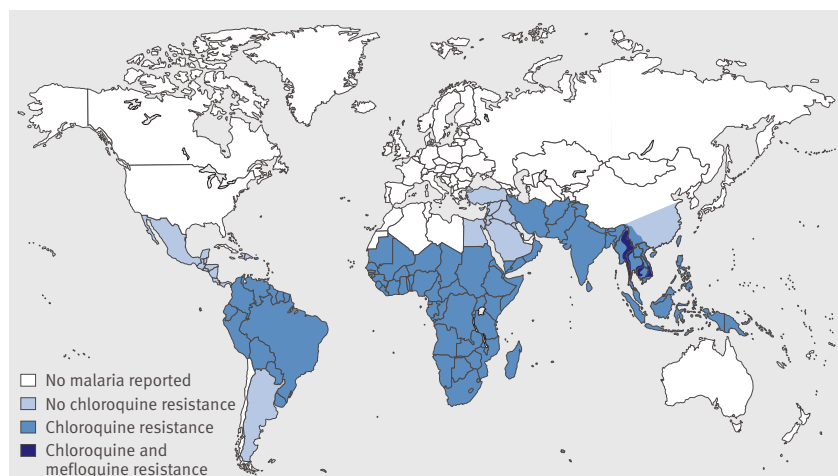 No malaria reported
No chloroquine resistance
Chloroquine resistance
Chloroquine and
mefloquine resistance